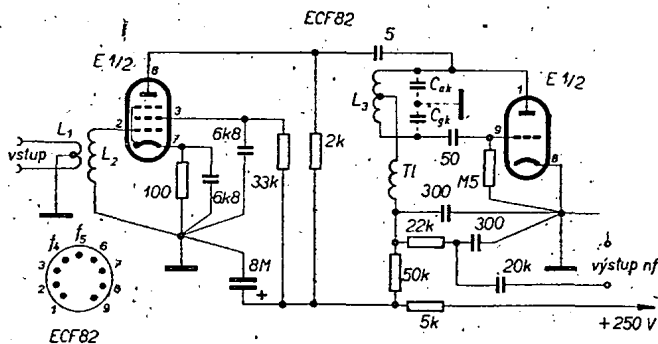 ECF82
E 1/2
8
5
E 1/2
L₁
vstup
2
L₂
3
7
100
6k8
6k8
33k
2k
L₃
Cak
Cgk
50
1
9
8
M5
Tl
300
300
22k
50k
20k
výstup nf
5k
+250 V
8M
+
f₄
f₅
6
3
7
2
8
1
9
ECF82